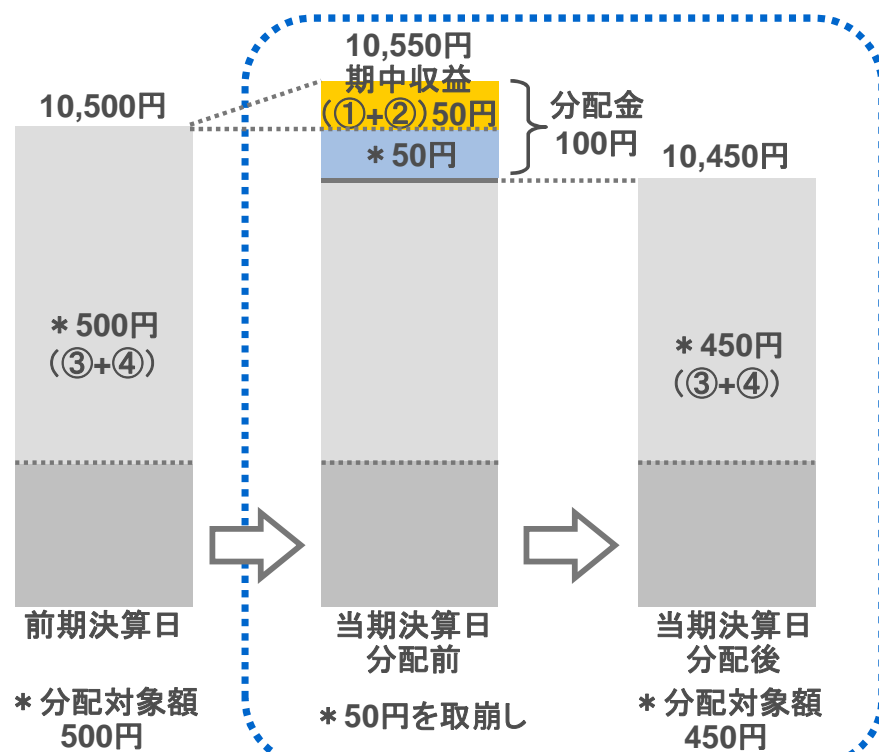 10,500円
＊500円
（③+④）
前期決算日
＊分配対象額
500円
10,550円
期中収益
（①+②）50円
＊50円
分配金
100円
当期決算日
分配前
＊50円を取崩し
10,450円
＊450円
（③+④）
当期決算日
分配後
＊分配対象額
450円